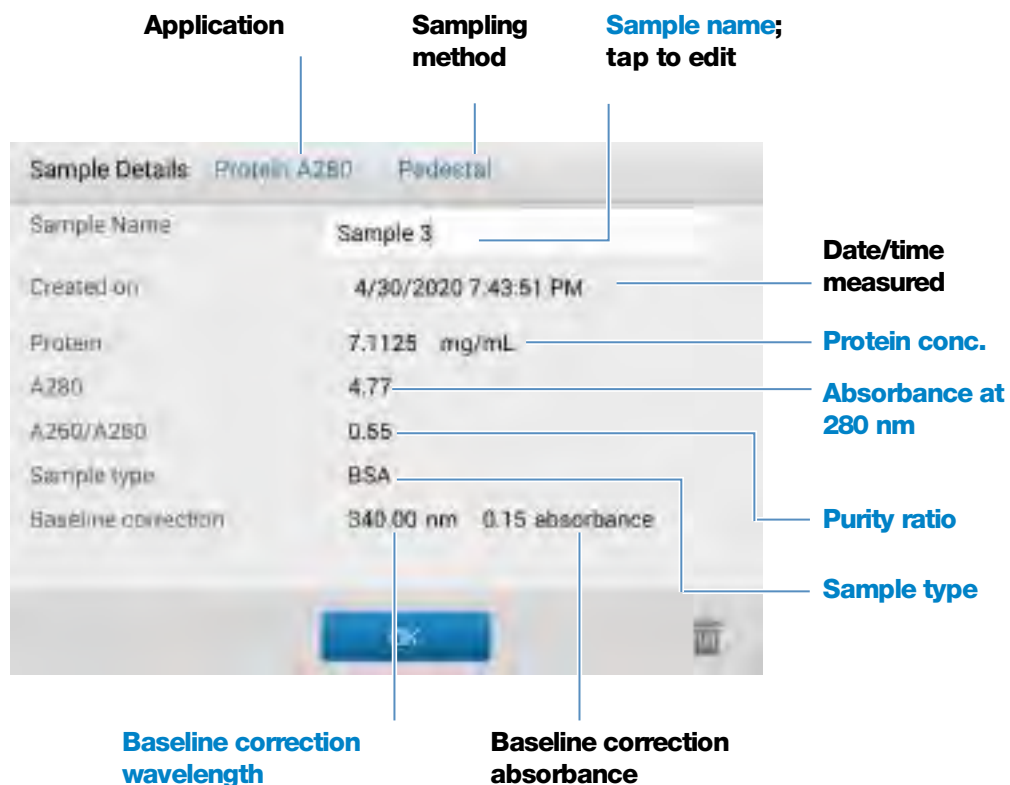 Application
Sampling
method
Sample name;
tap to edit
Sample Details Protein A280 Pedestal
Sample Name Sample 3
Created on 4/30/2020 7:43:51 PM
Date/time
measured
Protein 7.1125 mg/mL
Protein conc.
A280 4.77
Absorbance at
280 nm
A260/A280 0.55
Sample type BSA
Baseline correction 340.00 nm 0.15 absorbance
Purity ratio
Sample type
OK
Baseline correction
wavelength
Baseline correction
absorbance